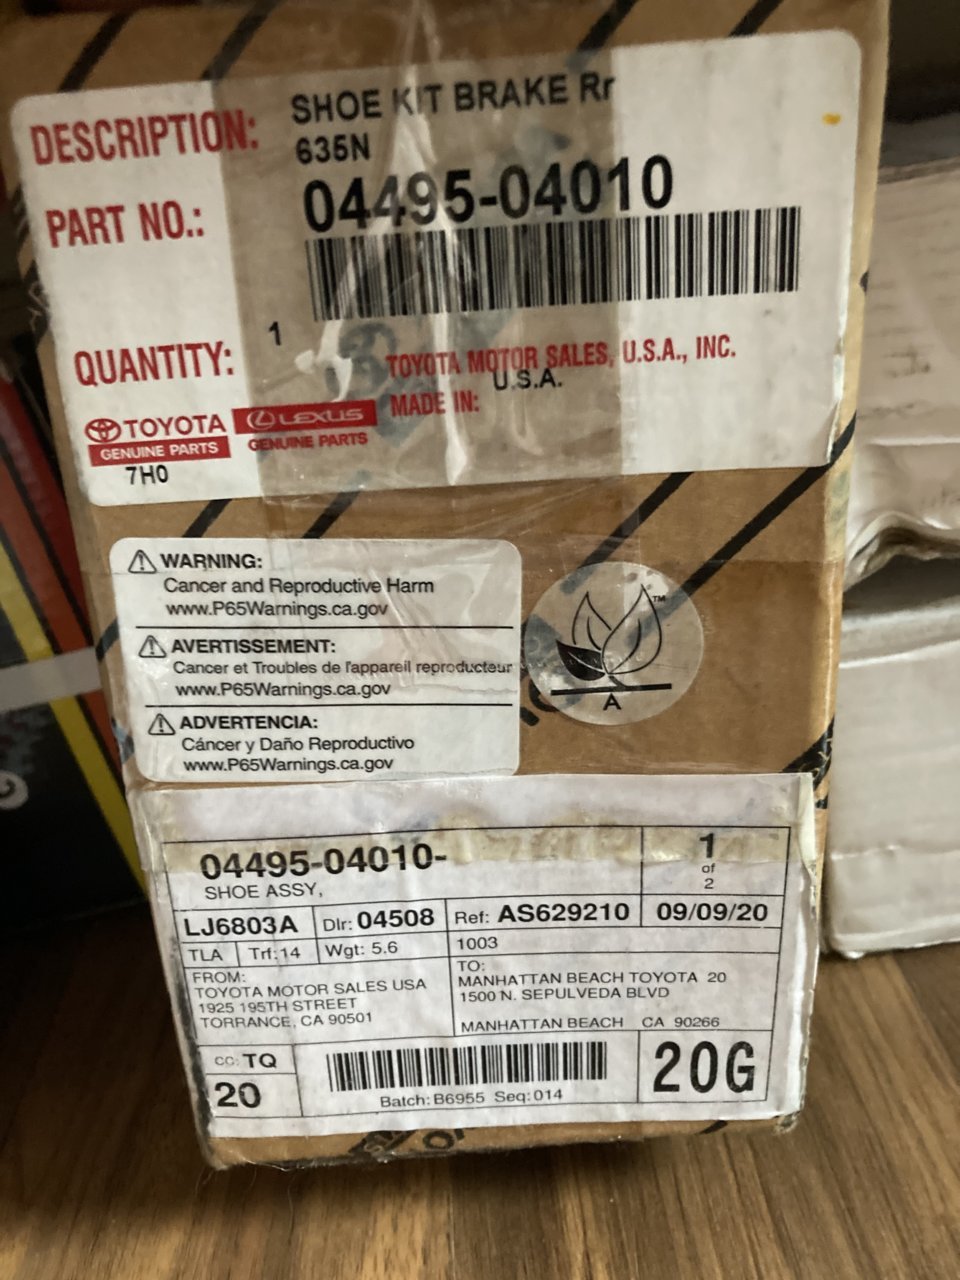 DESCRIPTION:
SHOE KIT BRAKE Rr
635N
PART NO.:
04495-04010
QUANTITY:
1
TOYOTA MOTOR SALES, U.S.A., INC.
MADE IN: U.S.A.
TOYOTA LEXUS
GENUINE PARTS GENUINE PARTS
7H0
WARNING:
Cancer and Reproductive Harm
www.P65Warnings.ca.gov
AVERTISSEMENT:
Cancer et Troubles de l'appareil reproducteur
www.P65Warnings.ca.gov
ADVERTENCIA:
Cáncer y Daño Reproductivo
www.P65Warnings.ca.gov
TM
A
04495-04010-
SHOE ASSY,
1
of
2
LJ6803A Dlr: 04508 Ref: AS629210 09/09/20
TLA Trf:14 Wgt: 5.6 1003
FROM:
TOYOTA MOTOR SALES USA
1925 195TH STREET
TORRANCE, CA 90501
TO:
MANHATTAN BEACH TOYOTA 20
1500 N. SEPULVEDA BLVD
MANHATTAN BEACH CA 90266
CC: TQ
20
Batch: B6955 Seq: 014
20G